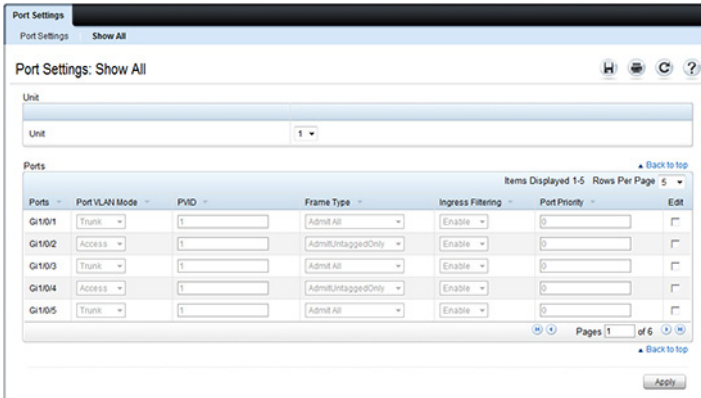 Port Settings
Port Settings Show All
Port Settings: Show All
Unit
Unit 1
Ports Back to top
Items Displayed 1-5 Rows Per Page 5
Ports Port VLAN Mode PVID Frame Type Ingress Filtering Port Priority Edit
Gi1/0/1 Trunk 1 Admit All Enable 0
Gi1/0/2 Access 1 AdmitUntaggedOnly Enable 0
Gi1/0/3 Trunk 1 Admit All Enable 0
Gi1/0/4 Access 1 AdmitUntaggedOnly Enable 0
Gi1/0/5 Trunk 1 Admit All Enable 0
Pages 1 of 6
Back to top
Apply